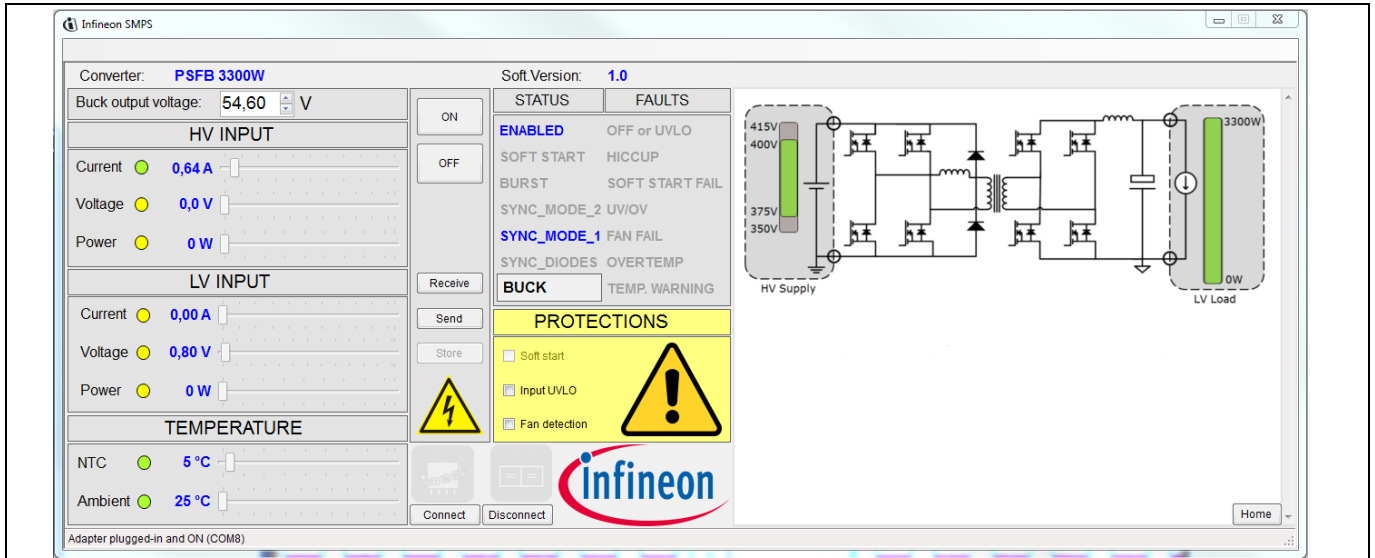 Infineon SMPS
Converter: PSFB 3300W Soft.Version: 1.0
Buck output voltage: 54,60 V
HV INPUT
Current 0,64 A
Voltage 0,0 V
Power 0 W
LV INPUT
Current 0,00 A
Voltage 0,80 V
Power 0 W
TEMPERATURE
NTC 5 °C
Ambient 25 °C
ON
OFF
Receive
Send
Store
Connect Disconnect
STATUS FAULTS
ENABLED OFF or UVLO
SOFT START HICCUP
BURST SOFT START FAIL
SYNC_MODE_2 UV/OV
SYNC_MODE_1 FAN FAIL
SYNC_DIODES OVERTEMP
BUCK TEMP. WARNING
PROTECTIONS
Soft start
Input UVLO
Fan detection
infineon
415V
400V
375V
350V
HV Supply
3300W
0W
LV Load
Home
Adapter plugged-in and ON (COM8)